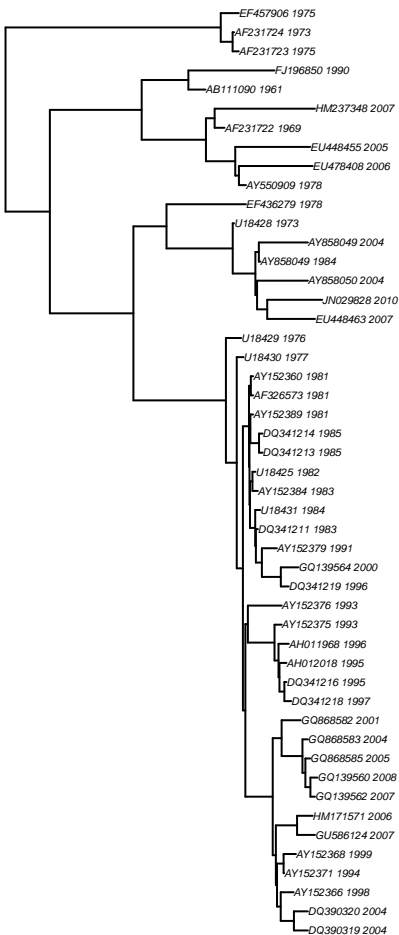 EF457906 1975
AF231724 1973
AF231723 1975
FJ196850 1990
AB111090 1961
HM237348 2007
AF231722 1969
EU448455 2005
EU478408 2006
AY550909 1978
EF436279 1978
U18428 1973
AY858049 2004
AY858049 1984
AY858050 2004
JN029828 2010
EU448463 2007
U18429 1976
U18430 1977
AY152360 1981
AF326573 1981
AY152389 1981
DQ341214 1985
DQ341213 1985
U18425 1982
AY152384 1983
U18431 1984
DQ341211 1983
AY152379 1991
GQ139564 2000
DQ341219 1996
AY152376 1993
AY152375 1993
AH011968 1996
AH012018 1995
DQ341216 1995
DQ341218 1997
GQ868582 2001
GQ868583 2004
GQ868585 2005
GQ139560 2008
GQ139562 2007
HM171571 2006
GU586124 2007
AY152368 1999
AY152371 1994
AY152366 1998
DQ390320 2004
DQ390319 2004